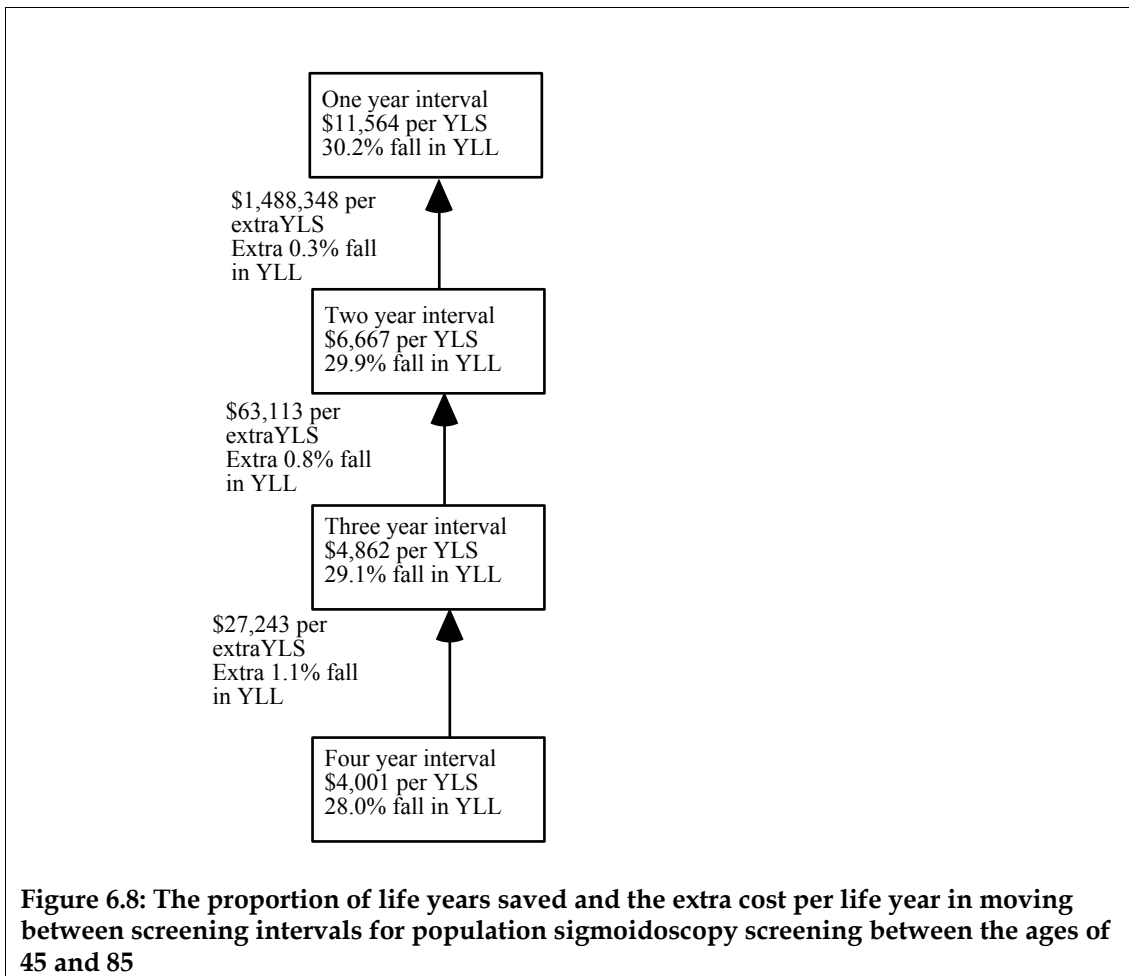 One year interval
$11,564 per YLS
30.2% fall in YLL
$1,488,348 per
extraYLS
Extra 0.3% fall
in YLL
Two year interval
$6,667 per YLS
29.9% fall in YLL
$63,113 per
extraYLS
Extra 0.8% fall
in YLL
Three year interval
$4,862 per YLS
29.1% fall in YLL
$27,243 per
extraYLS
Extra 1.1% fall
in YLL
Four year interval
$4,001 per YLS
28.0% fall in YLL
Figure 6.8: The proportion of life years saved and the extra cost per life year in moving
between screening intervals for population sigmoidoscopy screening between the ages of
45 and 85